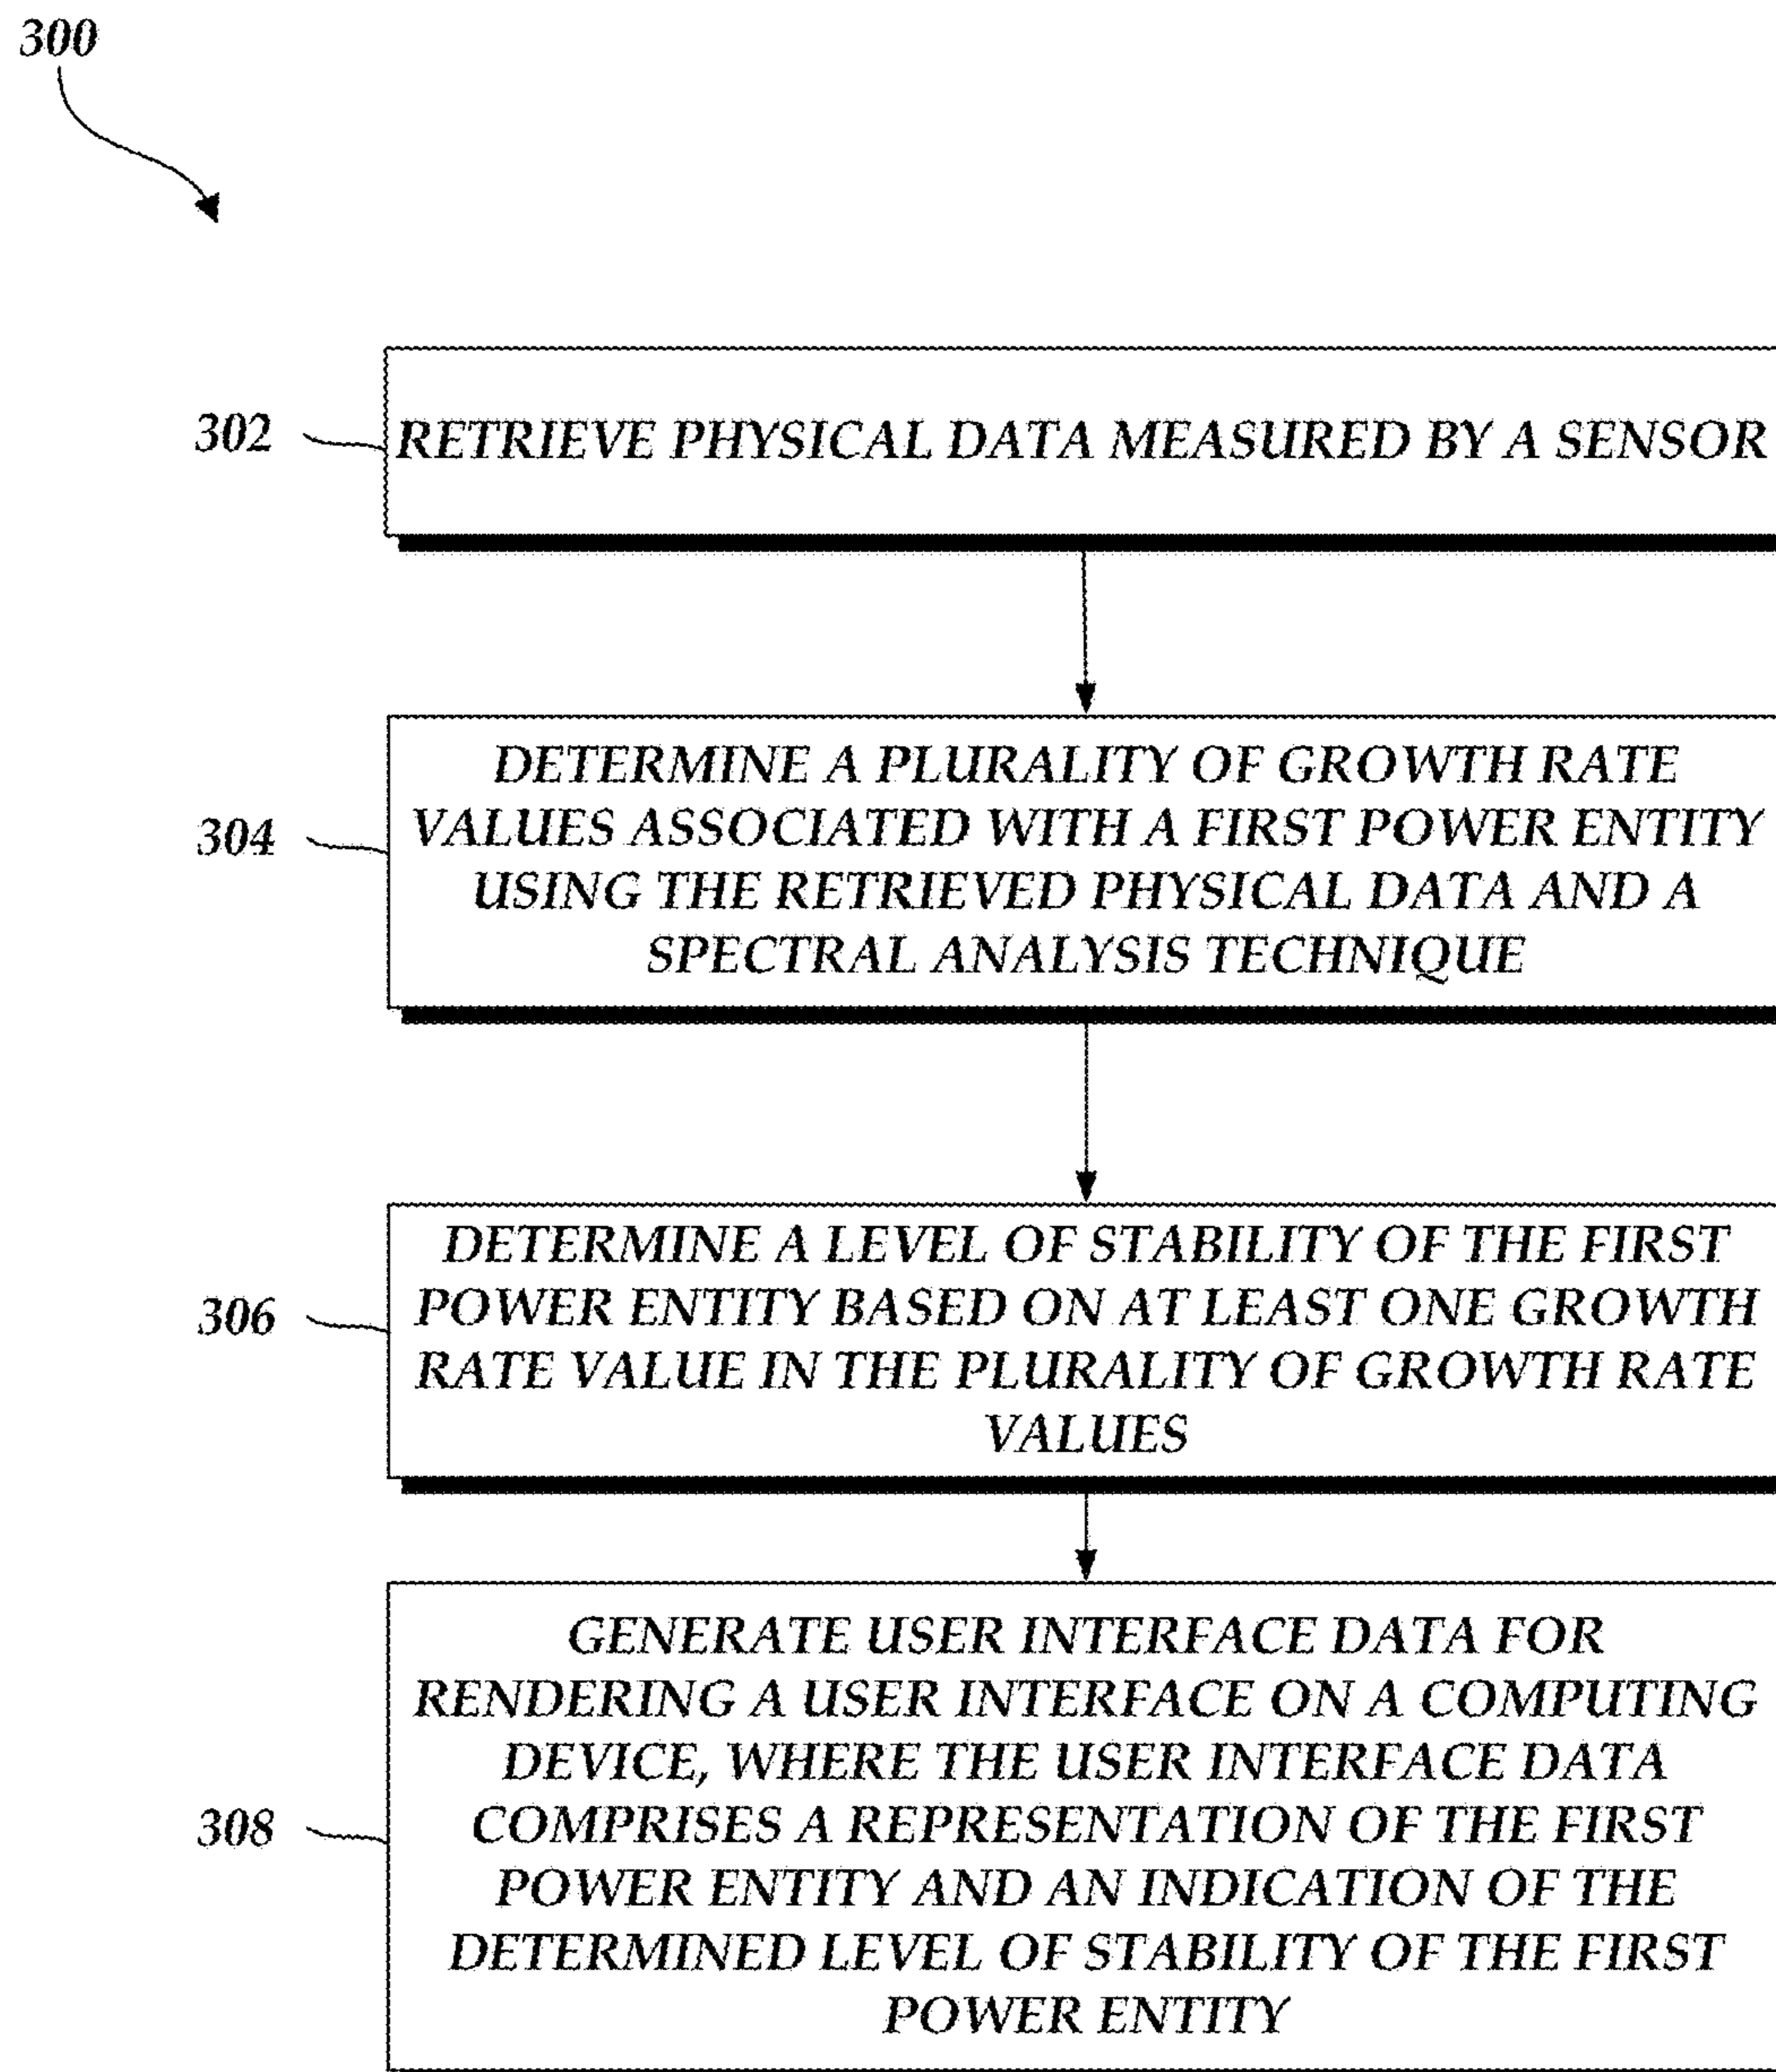 300
302
RETRIEVE PHYSICAL DATA MEASURED BY A SENSOR
304
DETERMINE A PLURALITY OF GROWTH RATE
VALUES ASSOCIATED WITH A FIRST POWER ENTITY
USING THE RETRIEVED PHYSICAL DATA AND A
SPECTRAL ANALYSIS TECHNIQUE
306
DETERMINE A LEVEL OF STABILITY OF THE FIRST
POWER ENTITY BASED ON AT LEAST ONE GROWTH
RATE VALUE IN THE PLURALITY OF GROWTH RATE
VALUES
308
GENERATE USER INTERFACE DATA FOR
RENDERING A USER INTERFACE ON A COMPUTING
DEVICE, WHERE THE USER INTERFACE DATA
COMPRISES A REPRESENTATION OF THE FIRST
POWER ENTITY AND AN INDICATION OF THE
DETERMINED LEVEL OF STABILITY OF THE FIRST
POWER ENTITY